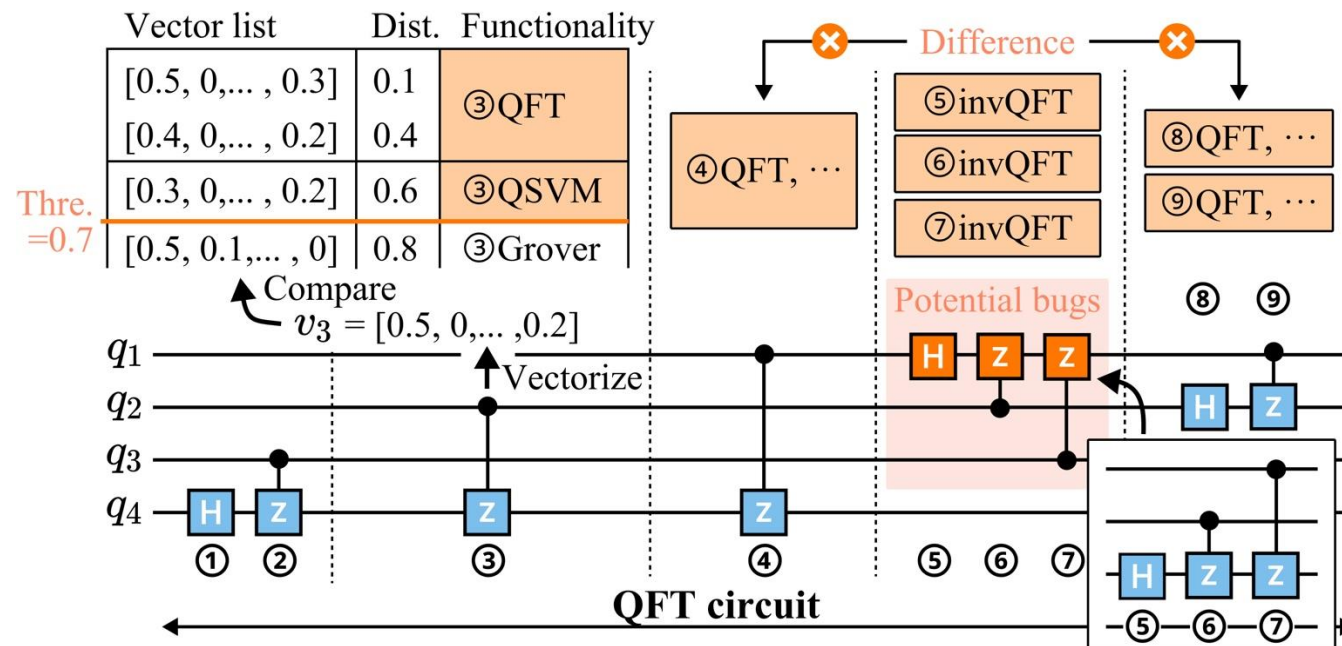 Vector list Dist. Functionality
[0.5, 0,... , 0.3] 0.1
③QFT
[0.4, 0,... , 0.2] 0.4
[0.3, 0,... , 0.2] 0.6 ③QSVM
Thre.
=0.7
[0.5, 0.1,... , 0] 0.8 ③Grover
Compare
v₃ = [0.5, 0,... ,0.2]
Vectorize
Difference
④QFT, ⋯
⑤invQFT
⑥invQFT
⑦invQFT
⑧QFT, ⋯
⑨QFT, ⋯
Potential bugs
⑧ ⑨
q₁ H Z Z
q₂ H Z
q₃
q₄ H Z Z Z
① ② ③ ④ ⑤ ⑥ ⑦
H Z Z
⑤ ⑥ ⑦
QFT circuit